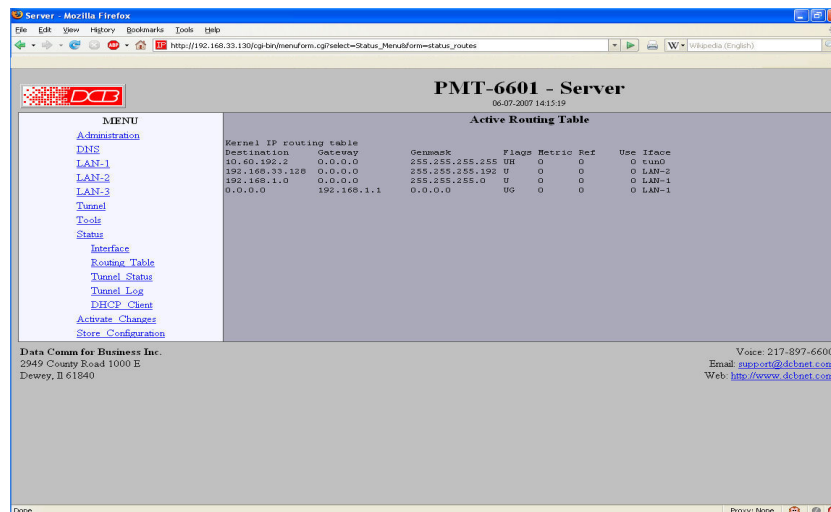 Server - Mozilla Firefox
File Edit View History Bookmarks Tools Help
ABP IP http://192.168.33.130/cgi-bin/menuform.cgi?select=Status_Menu&form=status_routes W Wikipedia (English)
DCB
PMT-6601 - Server
06-07-2007 14:15:19
MENU
Administration
DNS
LAN-1
LAN-2
LAN-3
Tunnel
Tools
Status
Interface
Routing Table
Tunnel Status
Tunnel Log
DHCP Client
Activate Changes
Store Configuration
Active Routing Table
Kernel IP routing table
Destination Gateway Genmask Flags Metric Ref Use Iface
10.60.192.2 0.0.0.0 255.255.255.255 UH 0 0 0 tun0
192.168.33.128 0.0.0.0 255.255.255.192 U 0 0 0 LAN-2
192.168.1.0 0.0.0.0 255.255.255.0 U 0 0 0 LAN-1
0.0.0.0 192.168.1.1 0.0.0.0 UG 0 0 0 LAN-1
Data Comm for Business Inc.
2949 County Road 1000 E
Dewey, Il 61840
Voice: 217-897-6600
Email: support@dcbnet.com
Web: http://www.dcbnet.com
Done
Proxy: None